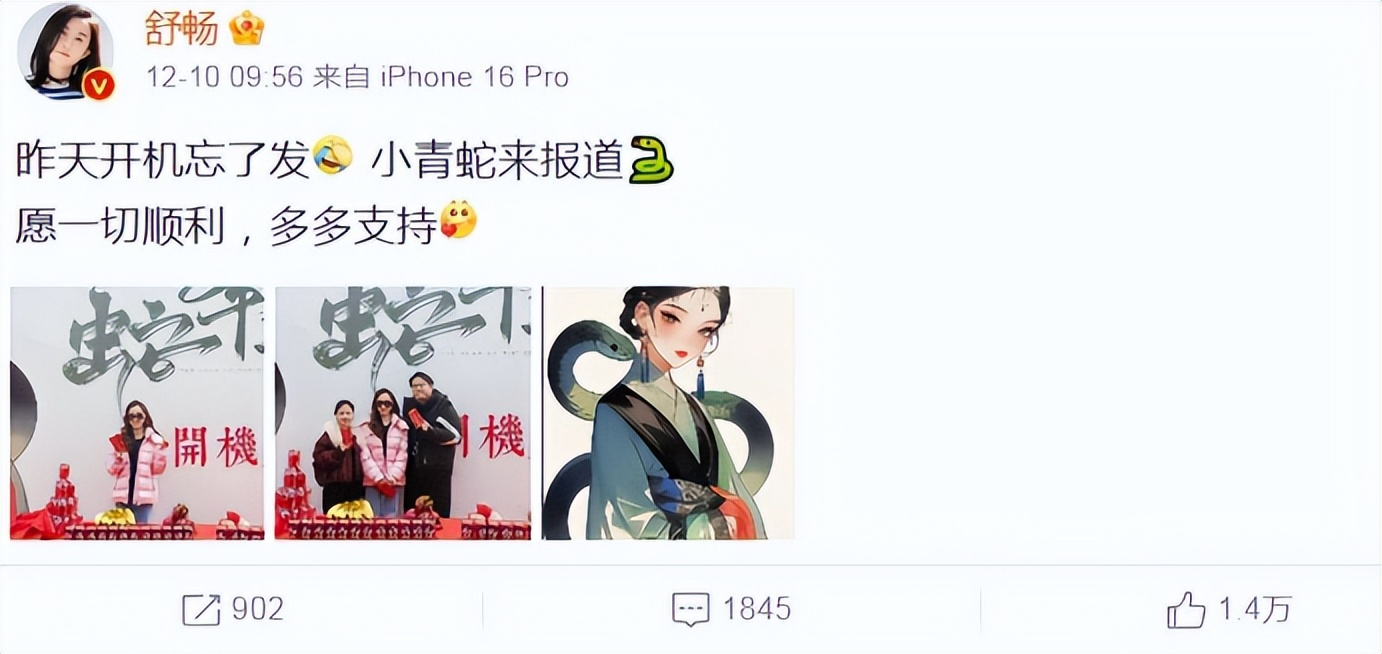 舒畅
12-10 09:56 来自 iPhone 16 Pro
昨天开机忘了发🤣 小青蛇来报道🐍
愿一切顺利，多多支持🥰
蛇
開機
蛇
機
902
1845
1.4万